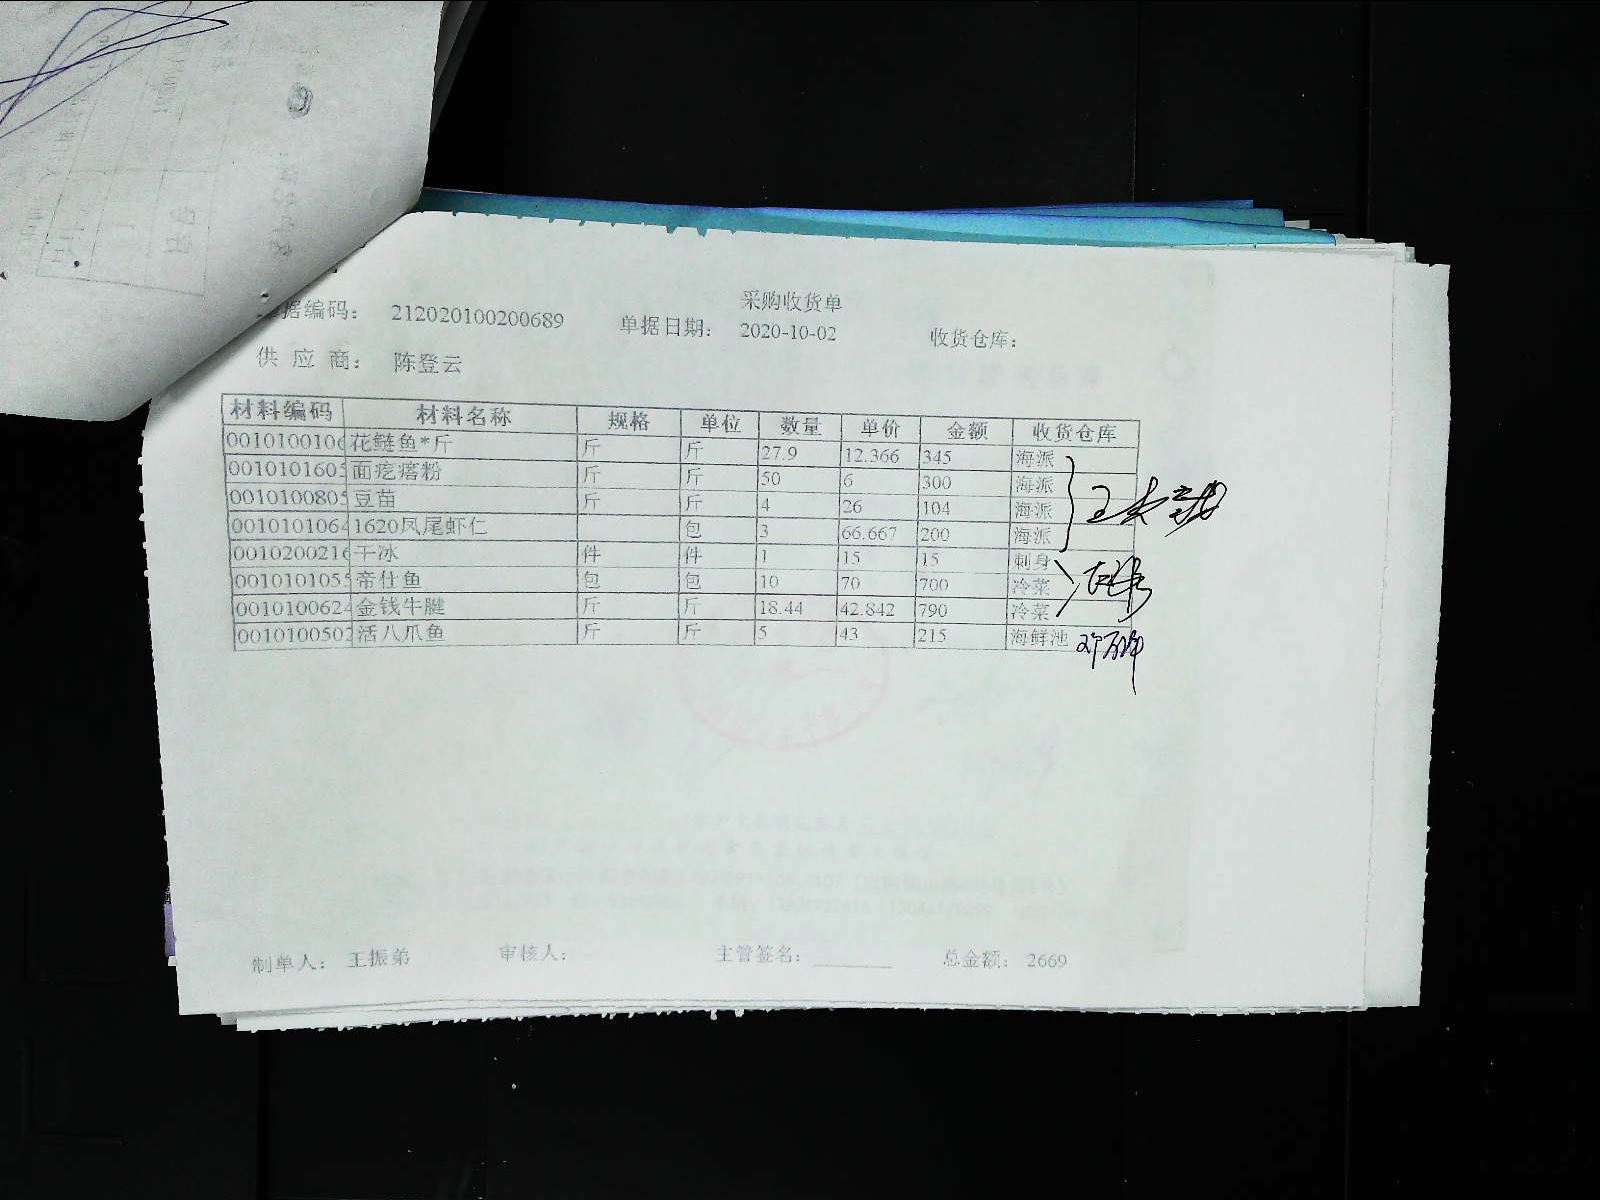 采购收货单
据编码： 212020100200689 单据日期： 2020-10-02 收货仓库：
供 应 商： 陈登云
材料编码 材料名称 规格 单位 数量 单价 金额 收货仓库
001010010 花鲢鱼*斤 斤 斤 27.9 12.366 345 海派
001010160 面疙瘩粉 斤 斤 50 6 300 海派
001010080 豆苗 斤 斤 4 26 104 海派
0010101064 1620凤尾虾仁 包 3 66.667 200 海派
001020021 干冰 件 件 1 15 15 刺身
001010105 帝仕鱼 包 包 10 70 700 冷菜
0010100624 金钱牛腱 斤 斤 18.44 42.842 790 冷菜
0010100502 活八爪鱼 斤 斤 5 43 215 海鲜池
制单人： 王振弟 审核人： 主管签名： 总金额： 2669